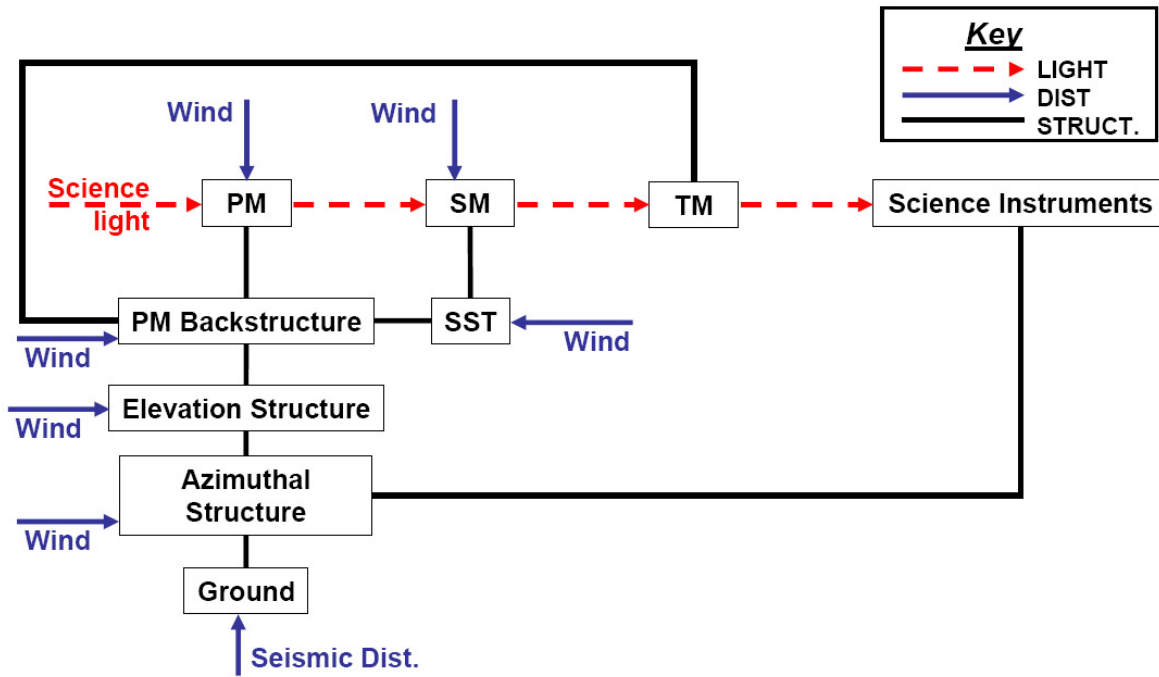 Key
LIGHT
DIST
STRUCT.
Wind
Wind
Science
light
PM
SM
TM
Science Instruments
PM Backstructure
SST
Wind
Wind
Elevation Structure
Wind
Azimuthal
Structure
Wind
Ground
Seismic Dist.